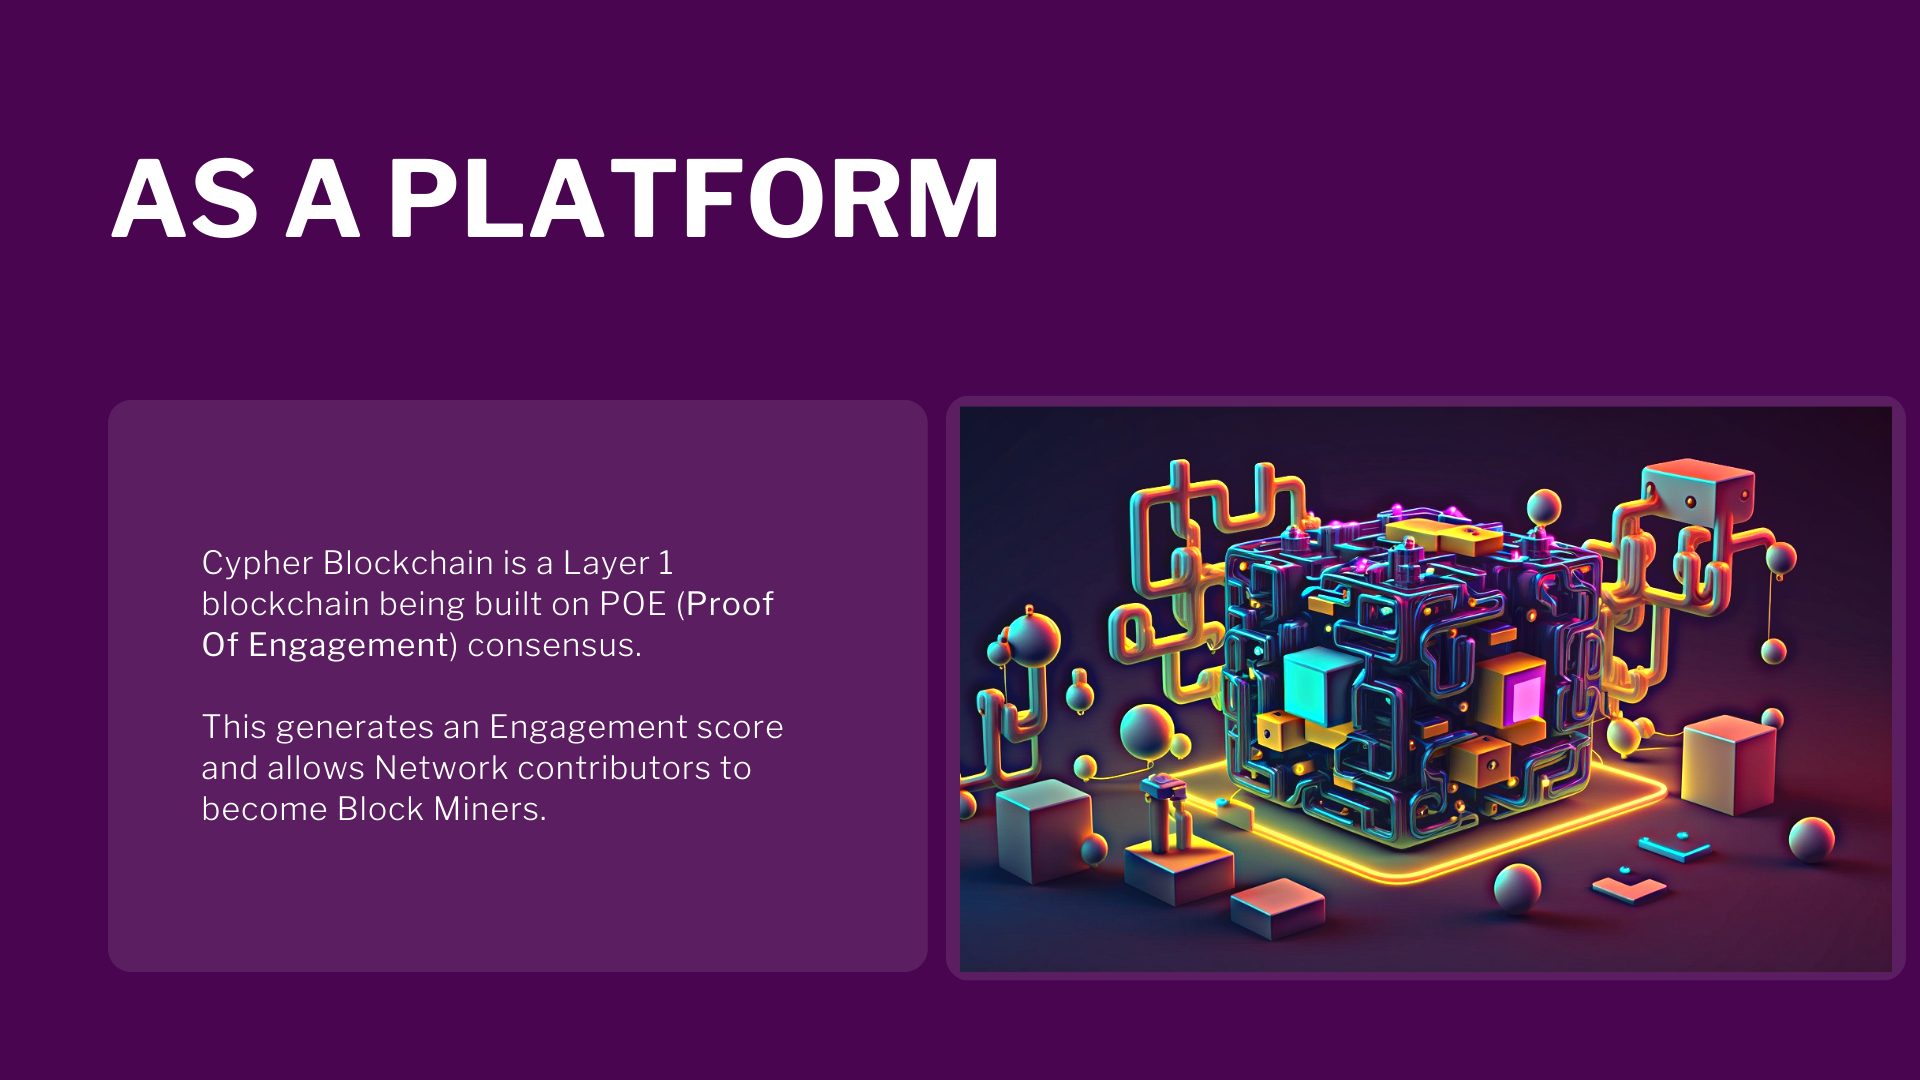 AS A PLATFORM
Cypher Blockchain is a Layer 1
blockchain being built on POE (Proof
Of Engagement) consensus.
This generates an Engagement score
and allows Network contributors to
become Block Miners.